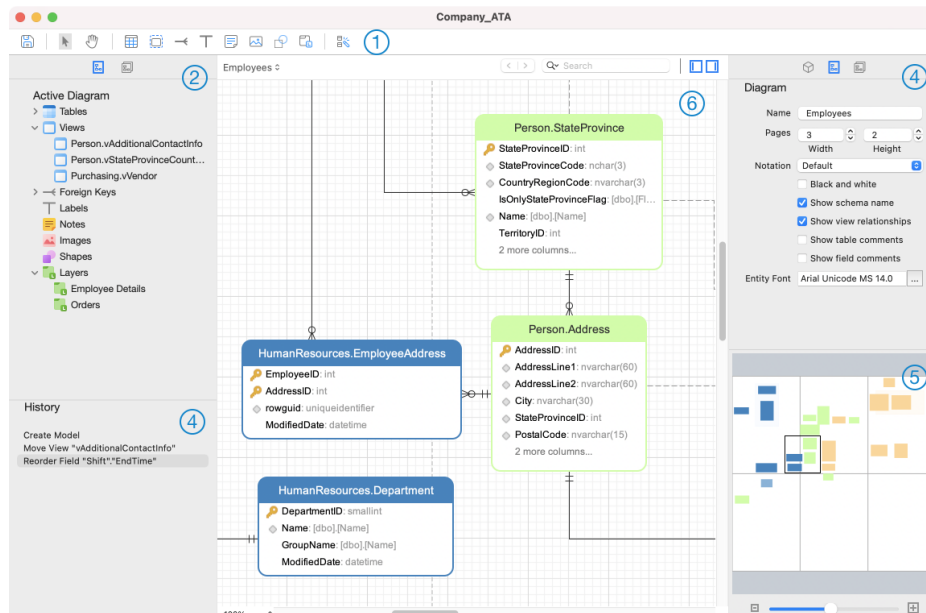 Company_ATA
1
2
Active Diagram
Tables
Views
Person.vAdditionalContactInfo
Person.vStateProvinceCount...
Purchasing.vVendor
Foreign Keys
Labels
Notes
Images
Shapes
Layers
Employee Details
Orders
History
4
Create Model
Move View "vAdditionalContactInfo"
Reorder Field "Shift"."EndTime"
Employees
Search
6
Person.StateProvince
StateProvinceID: int
StateProvinceCode: nchar(3)
CountryRegionCode: nvarchar(3)
IsOnlyStateProvinceFlag: [dbo].[Fl...
Name: [dbo].[Name]
TerritoryID: int
2 more columns...
Person.Address
AddressID: int
AddressLine1: nvarchar(60)
AddressLine2: nvarchar(60)
City: nvarchar(30)
StateProvinceID: int
PostalCode: nvarchar(15)
2 more columns...
HumanResources.EmployeeAddress
EmployeeID: int
AddressID: int
rowguid: uniqueidentifier
ModifiedDate: datetime
HumanResources.Department
DepartmentID: smallint
Name: [dbo].[Name]
GroupName: [dbo].[Name]
ModifiedDate: datetime
4
Diagram
Name Employees
Pages 3 2
Width Height
Notation Default
Black and white
Show schema name
Show view relationships
Show table comments
Show field comments
Entity Font Arial Unicode MS 14.0 ...
5